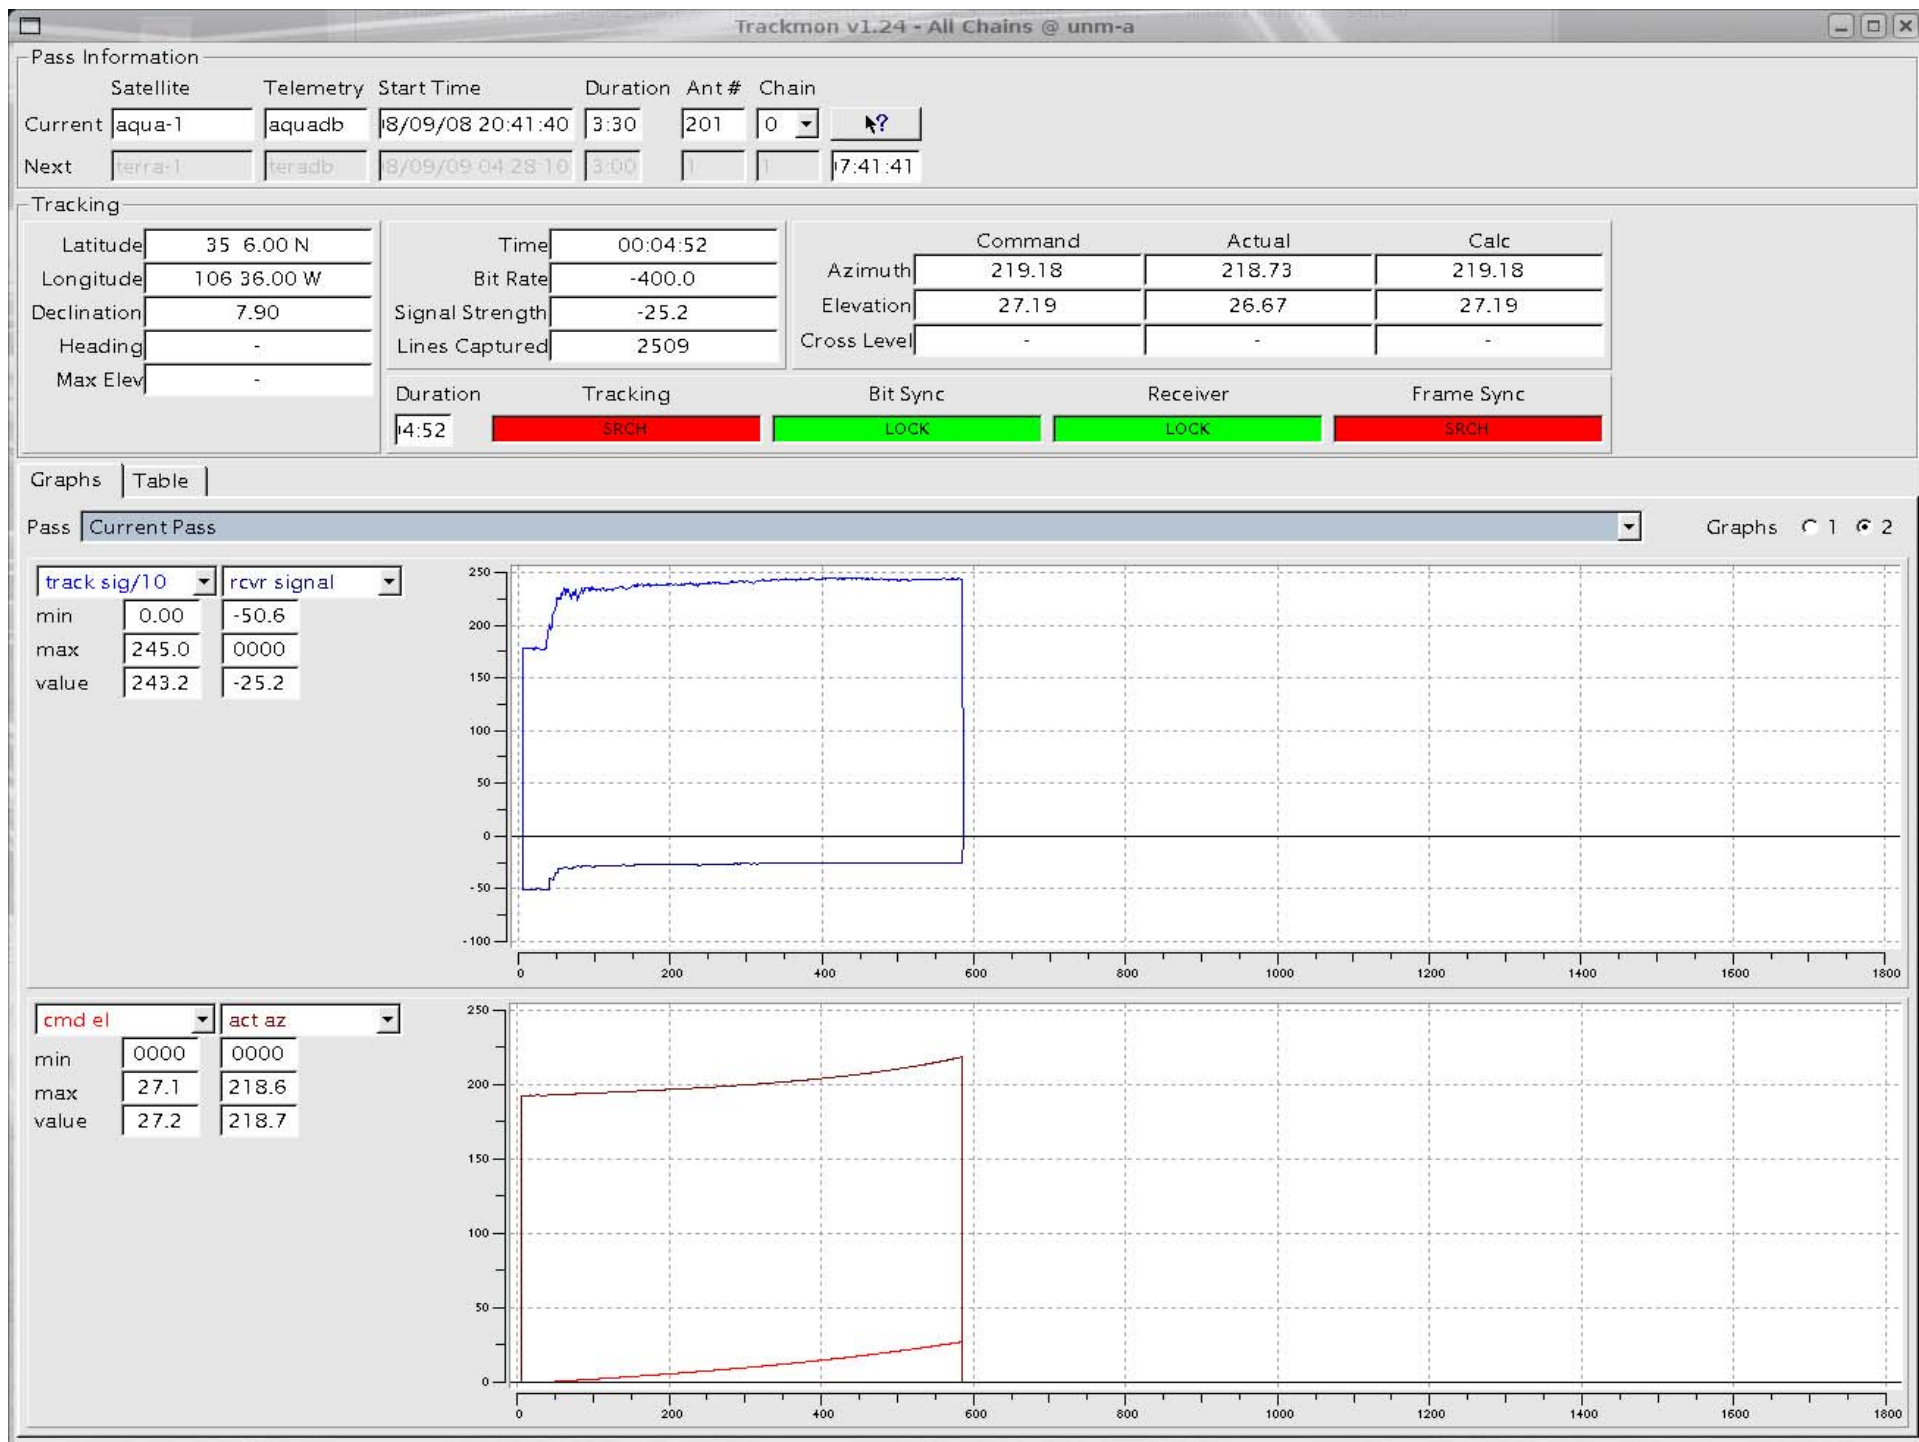 Trackmon v1.24 - All Chains @ unm-a
Pass Information
Satellite Telemetry Start Time Duration Ant # Chain
Current aqua-1 aquadb 8/09/08 20:41:40 3:30 201 0 ?
Next terra-1 teradb 8/09/09 04:28:10 3:00 1 1 7:41:41
Tracking
Latitude 35 6.00 N
Longitude 106 36.00 W
Declination 7.90
Heading -
Max Elev -
Time 00:04:52
Bit Rate -400.0
Signal Strength -25.2
Lines Captured 2509
Command Actual Calc
Azimuth 219.18 218.73 219.18
Elevation 27.19 26.67 27.19
Cross Level - - -
Duration Tracking Bit Sync Receiver Frame Sync
4:52 SRCH LOCK LOCK SRCH
Graphs Table
Pass Current Pass Graphs 1 2
track sig/10 rcvr signal
min 0.00 -50.6
max 245.0 0000
value 243.2 -25.2
250
200
150
100
50
0
-50
-100
0 200 400 600 800 1000 1200 1400 1600 1800
cmd el act az
min 0000 0000
max 27.1 218.6
value 27.2 218.7
250
200
150
100
50
0
0 200 400 600 800 1000 1200 1400 1600 1800